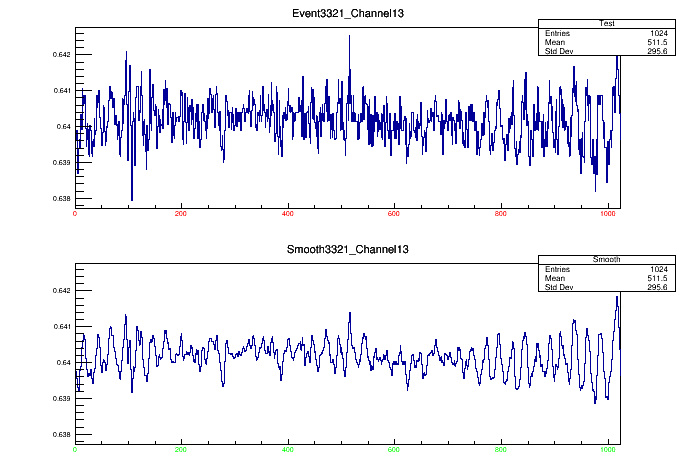 Event3321_Channel13
Test
Entries 1024
Mean 511.5
Std Dev 295.6
0.642
0.641
0.64
0.639
0.638
0 200 400 600 800 1000
Smooth3321_Channel13
Smooth
Entries 1024
Mean 511.5
Std Dev 295.6
0.642
0.641
0.64
0.639
0.638
0 200 400 600 800 1000